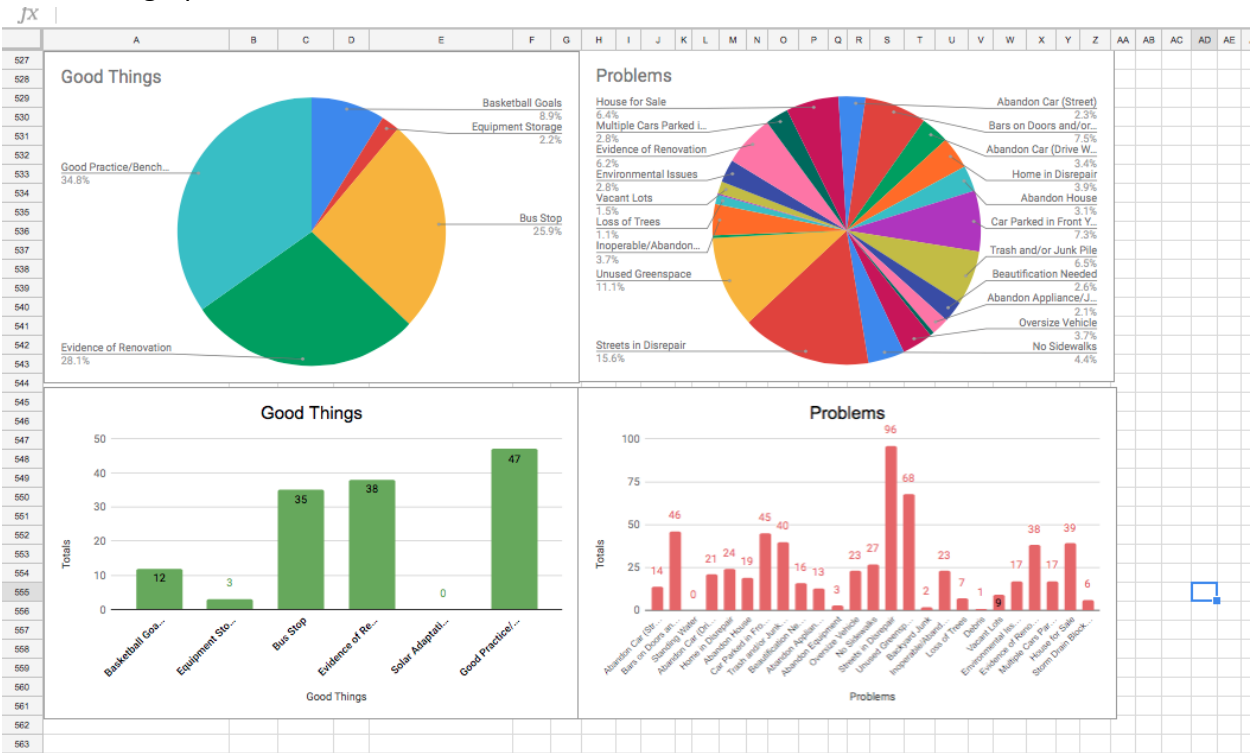 fx
A B C D E F G H I J K L M N O P Q R S T U V W X Y Z AA AB AC AD AE
527
528
529
530
531
532
533
534
535
536
537
538
539
540
541
542
543
544
545
546
547
548
549
550
551
552
553
554
555
556
557
558
559
560
561
562
563
Good Things
Basketball Goals
8.9%
Equipment Storage
2.2%
Good Practice/Bench...
34.8%
Bus Stop
25.9%
Evidence of Renovation
28.1%
Problems
House for Sale
6.4%
Multiple Cars Parked i...
2.8%
Evidence of Renovation
6.2%
Environmental Issues
2.8%
Vacant Lots
1.5%
Loss of Trees
1.1%
Inoperable/Abandon...
3.7%
Unused Greenspace
11.1%
Streets in Disrepair
15.6%
Abandon Car (Street)
2.3%
Bars on Doors and/or...
7.5%
Abandon Car (Drive W...
3.4%
Home in Disrepair
3.9%
Abandon House
3.1%
Car Parked in Front Y...
7.3%
Trash and/or Junk Pile
6.5%
Beautification Needed
2.6%
Abandon Appliance/J...
2.1%
Oversize Vehicle
3.7%
No Sidewalks
4.4%
Good Things
Totals
50
40
30
20
10
0
12
3
35
38
0
47
Basketball Goa...
Equipment Sto...
Bus Stop
Evidence of Re...
Solar Adaptati...
Good Practice/...
Good Things
Problems
Totals
100
75
50
25
0
14
46
0
21
24
19
45
40
16
13
3
23
27
96
68
2
23
7
1
9
17
38
17
39
6
Abandon Car (Str...
Bars on Doors an...
Standing Water
Abandon Car (Dri...
Home in Disrepair
Abandon House
Car Parked in Fro...
Trash and/or Junk...
Beautification Ne...
Abandon Applian...
Abandon Equipment
Oversize Vehicle
No Sidewalks
Streets in Disrepair
Unused Greensp...
Backyard Junk
Inoperable/Aband...
Loss of Trees
Debris
Vacant Lots
Environmental Iss...
Evidence of Reno...
Multiple Cars Par...
House for Sale
Storm Drain Block...
Problems